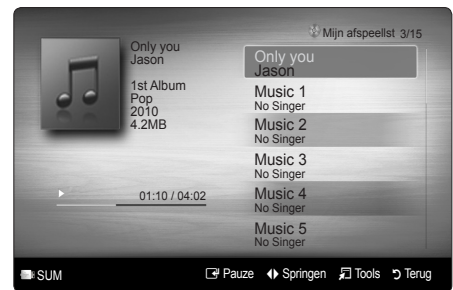 Mijn afspeellst 3/15
Only you
Jason
1st Album
Pop
2010
4.2MB
01:10 / 04:02
Only you
Jason
Music 1
No Singer
Music 2
No Singer
Music 3
No Singer
Music 4
No Singer
Music 5
No Singer
SUM
Pauze Springen Tools Terug